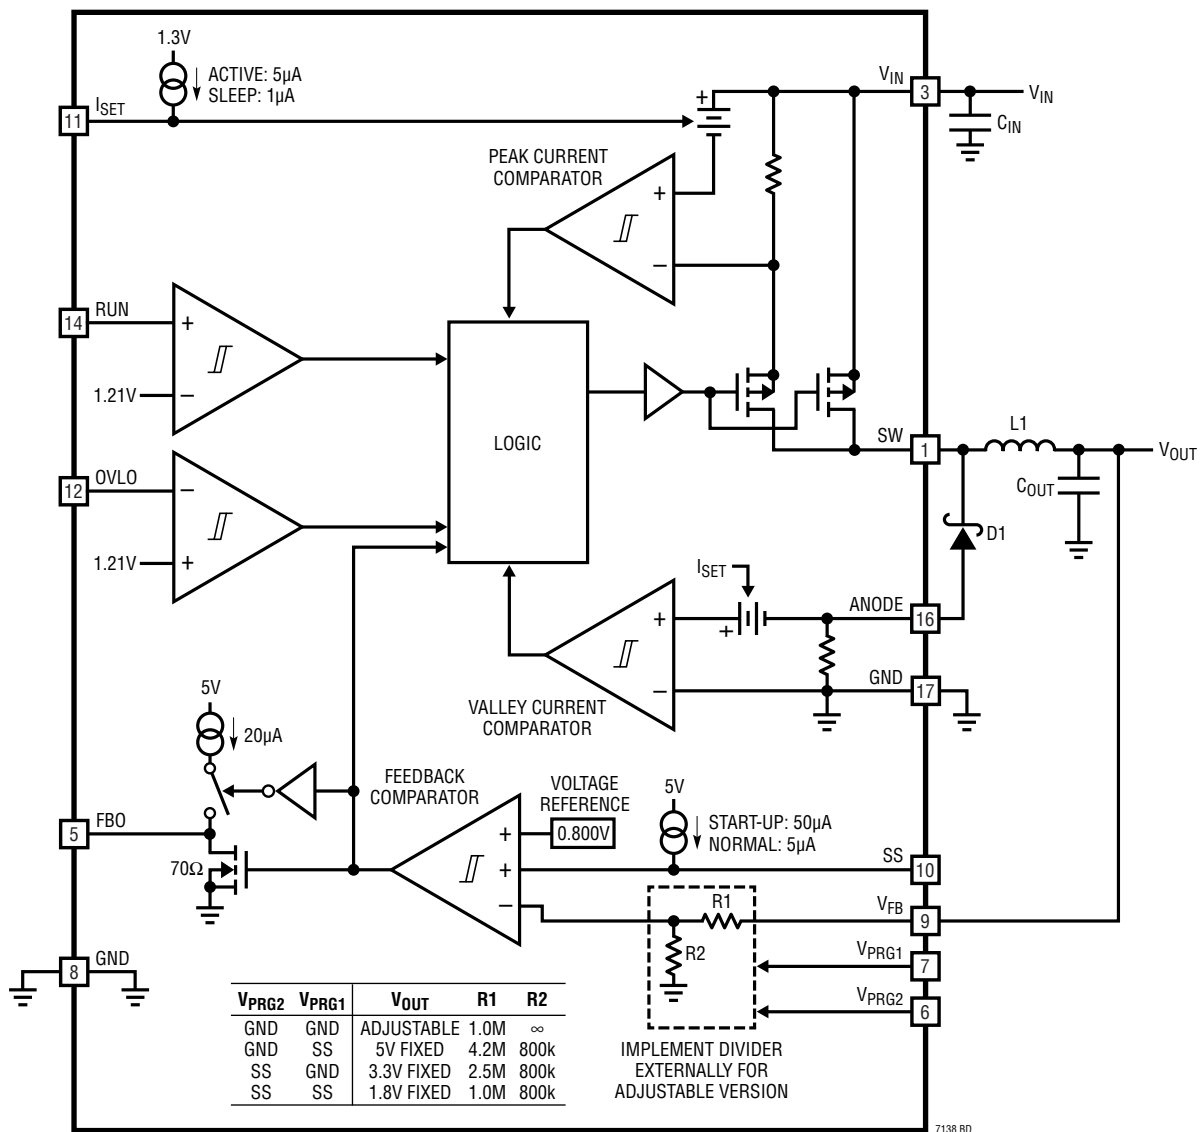 1.3V
ACTIVE: 5µA
SLEEP: 1µA
11
ISET
+
VIN
3
VIN
CIN
PEAK CURRENT
COMPARATOR
+
–
14
RUN
+
1.21V
–
LOGIC
SW
1
L1
VOUT
COUT
12
OVLO
–
1.21V
+
D1
ISET
ANODE
16
+
+
–
GND
17
VALLEY CURRENT
COMPARATOR
5V
20µA
FEEDBACK
COMPARATOR
VOLTAGE
REFERENCE
0.800V
5V
START-UP: 50µA
NORMAL: 5µA
5
FBO
70Ω
+
+
–
SS
10
R1
R2
VFB
9
VPRG1
7
VPRG2
6
8
GND
VPRG2 VPRG1 VOUT R1 R2
GND GND ADJUSTABLE 1.0M ∞
GND SS 5V FIXED 4.2M 800k
SS GND 3.3V FIXED 2.5M 800k
SS SS 1.8V FIXED 1.0M 800k
IMPLEMENT DIVIDER
EXTERNALLY FOR
ADJUSTABLE VERSION
7138 BD